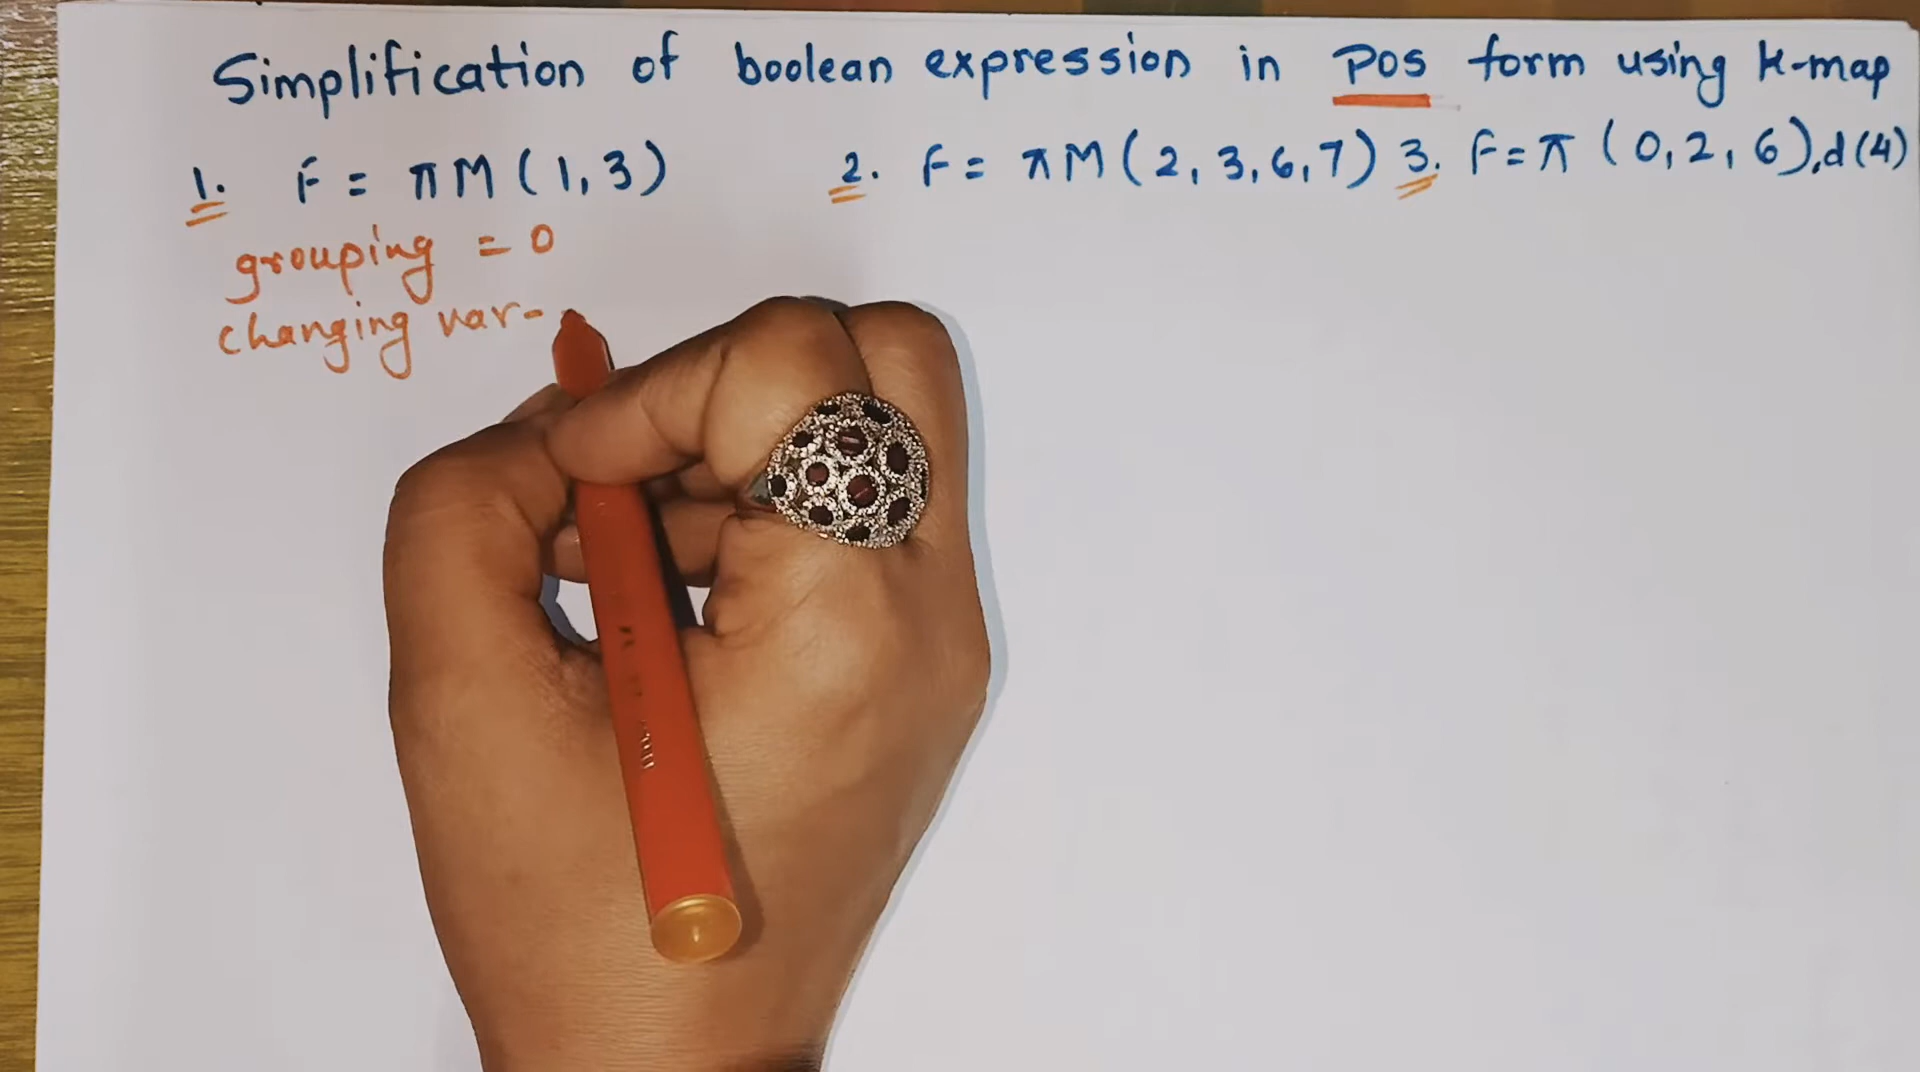 Simplification of boolean expression in POS form using K-map
1. F = πM(1,3) 2. F = πM(2,3,6,7) 3. F=π(0,2,6),d(4)
grouping = 0
changing var-